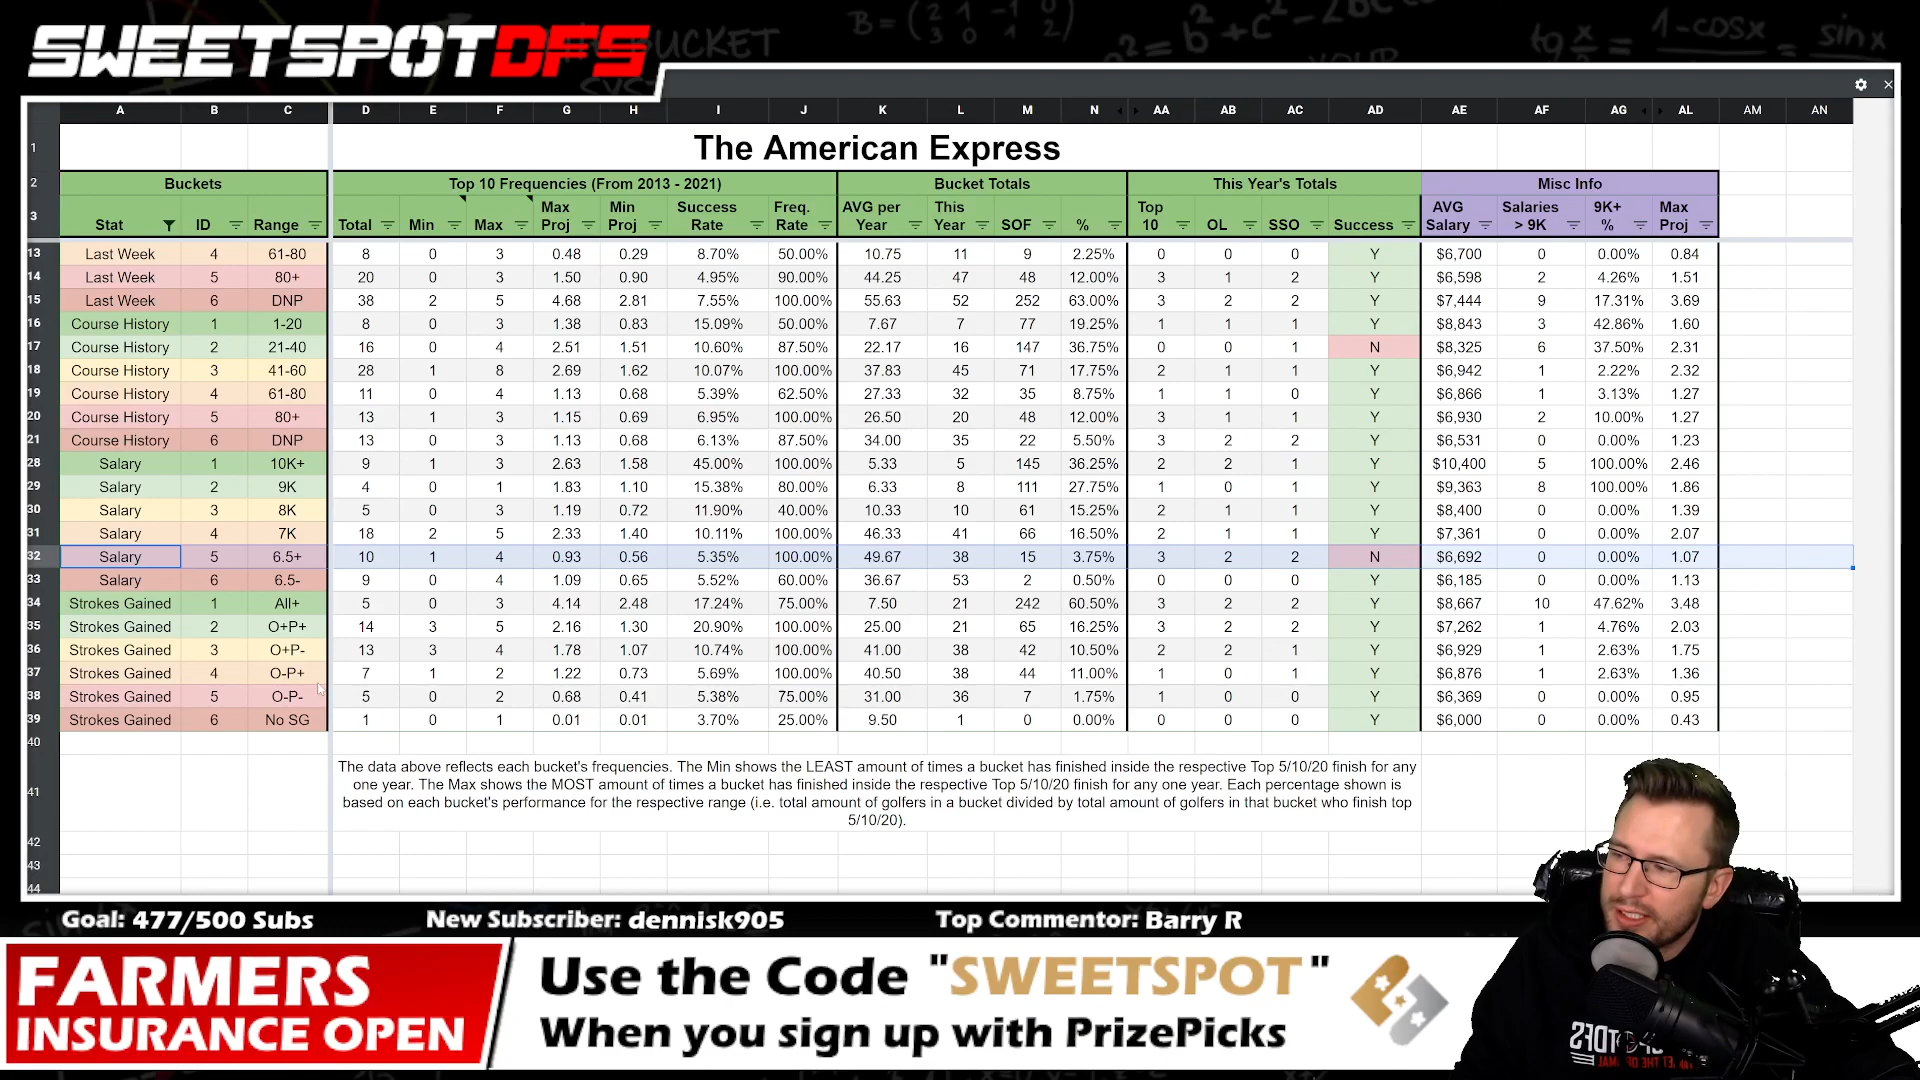 SWEETSPOTDFS
A B C D E F G H I J K L M N AA AB AC AD AE AF AG AL AM AN
1 The American Express
2 Buckets Top 10 Frequencies (From 2013 - 2021) Bucket Totals This Year's Totals Misc Info
3 Stat ID Range Total Min Max Max Proj Min Proj Success Rate Freq. Rate AVG per Year This Year SOF % Top 10 OL SSO Success AVG Salary Salaries > 9K 9K+ % Max Proj
13 Last Week 4 61-80 8 0 3 0.48 0.29 8.70% 50.00% 10.75 11 9 2.25% 0 0 0 Y $6,700 0 0.00% 0.84
14 Last Week 5 80+ 20 0 3 1.50 0.90 4.95% 90.00% 44.25 47 48 12.00% 3 1 2 Y $6,598 2 4.26% 1.51
15 Last Week 6 DNP 38 2 5 4.68 2.81 7.55% 100.00% 55.63 52 252 63.00% 3 2 2 Y $7,444 9 17.31% 3.69
16 Course History 1 1-20 8 0 3 1.38 0.83 15.09% 50.00% 7.67 7 77 19.25% 1 1 1 Y $8,843 3 42.86% 1.60
17 Course History 2 21-40 16 0 4 2.51 1.51 10.60% 87.50% 22.17 16 147 36.75% 0 0 1 N $8,325 6 37.50% 2.31
18 Course History 3 41-60 28 1 8 2.69 1.62 10.07% 100.00% 37.83 45 71 17.75% 2 1 1 Y $6,942 1 2.22% 2.32
19 Course History 4 61-80 11 0 4 1.13 0.68 5.39% 62.50% 27.33 32 35 8.75% 1 1 0 Y $6,866 1 3.13% 1.27
20 Course History 5 80+ 13 1 3 1.15 0.69 6.95% 100.00% 26.50 20 48 12.00% 3 1 1 Y $6,930 2 10.00% 1.27
21 Course History 6 DNP 13 0 3 1.13 0.68 6.13% 87.50% 34.00 35 22 5.50% 3 2 2 Y $6,531 0 0.00% 1.23
28 Salary 1 10K+ 9 1 3 2.63 1.58 45.00% 100.00% 5.33 5 145 36.25% 2 2 1 Y $10,400 5 100.00% 2.46
29 Salary 2 9K 4 0 1 1.83 1.10 15.38% 80.00% 6.33 8 111 27.75% 1 0 1 Y $9,363 8 100.00% 1.86
30 Salary 3 8K 5 0 3 1.19 0.72 11.90% 40.00% 10.33 10 61 15.25% 2 1 1 Y $8,400 0 0.00% 1.39
31 Salary 4 7K 18 2 5 2.33 1.40 10.11% 100.00% 46.33 41 66 16.50% 2 1 1 Y $7,361 0 0.00% 2.07
32 Salary 5 6.5+ 10 1 4 0.93 0.56 5.35% 100.00% 49.67 38 15 3.75% 3 2 2 N $6,692 0 0.00% 1.07
33 Salary 6 6.5- 9 0 4 1.09 0.65 5.52% 60.00% 36.67 53 2 0.50% 0 0 0 Y $6,185 0 0.00% 1.13
34 Strokes Gained 1 All+ 5 0 3 4.14 2.48 17.24% 75.00% 7.50 21 242 60.50% 3 2 2 Y $8,667 10 47.62% 3.48
35 Strokes Gained 2 O+P+ 14 3 5 2.16 1.30 20.90% 100.00% 25.00 21 65 16.25% 3 2 2 Y $7,262 1 4.76% 2.03
36 Strokes Gained 3 O+P- 13 3 4 1.78 1.07 10.74% 100.00% 41.00 38 42 10.50% 2 2 1 Y $6,929 1 2.63% 1.75
37 Strokes Gained 4 O-P+ 7 1 2 1.22 0.73 5.69% 100.00% 40.50 38 44 11.00% 1 0 1 Y $6,876 1 2.63% 1.36
38 Strokes Gained 5 O-P- 5 0 2 0.68 0.41 5.38% 75.00% 31.00 36 7 1.75% 1 0 0 Y $6,369 0 0.00% 0.95
39 Strokes Gained 6 No SG 1 0 1 0.01 0.01 3.70% 25.00% 9.50 1 0 0.00% 0 0 0 Y $6,000 0 0.00% 0.43
40
The data above reflects each bucket's frequencies. The Min shows the LEAST amount of times a bucket has finished inside the respective Top 5/10/20 finish for any
41 one year. The Max shows the MOST amount of times a bucket has finished inside the respective Top 5/10/20 finish for any one year. Each percentage shown is
based on each bucket's performance for the respective range (i.e. total amount of golfers in a bucket divided by total amount of golfers in that bucket who finish top
5/10/20).
42
43
44
Goal: 477/500 Subs New Subscriber: dennisk905 Top Commentor: Barry R
FARMERS
INSURANCE OPEN
Use the Code "SWEETSPOT"
When you sign up with PrizePicks